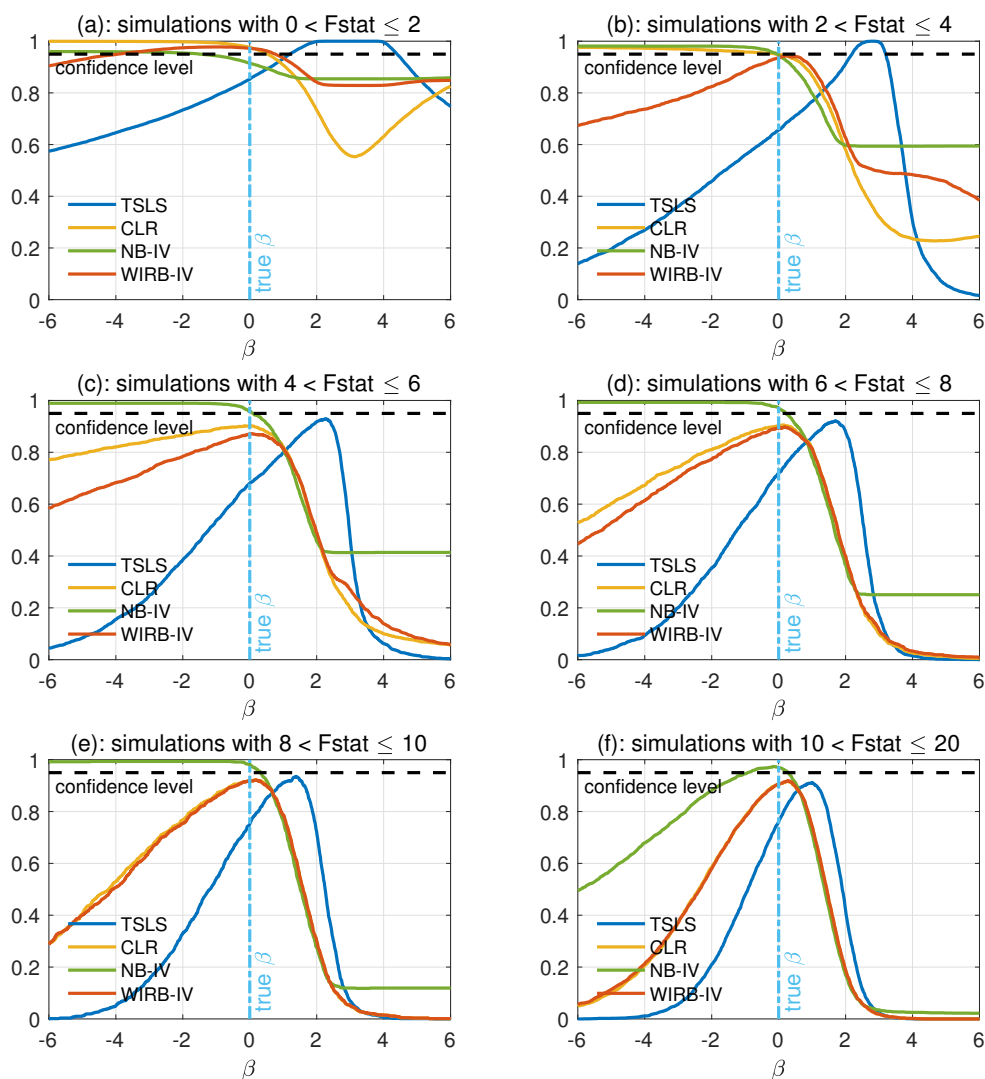 (a): simulations with 0 < Fstat ≤ 2
1
0.8
0.6
0.4
0.2
0
confidence level
TSLS
CLR
NB-IV
WIRB-IV
true β
-6 -4 -2 0 2 4 6
β
(b): simulations with 2 < Fstat ≤ 4
1
0.8
0.6
0.4
0.2
0
confidence level
TSLS
CLR
NB-IV
WIRB-IV
true β
-6 -4 -2 0 2 4 6
β
(c): simulations with 4 < Fstat ≤ 6
1
0.8
0.6
0.4
0.2
0
confidence level
TSLS
CLR
NB-IV
WIRB-IV
true β
-6 -4 -2 0 2 4 6
β
(d): simulations with 6 < Fstat ≤ 8
1
0.8
0.6
0.4
0.2
0
confidence level
TSLS
CLR
NB-IV
WIRB-IV
true β
-6 -4 -2 0 2 4 6
β
(e): simulations with 8 < Fstat ≤ 10
1
0.8
0.6
0.4
0.2
0
confidence level
TSLS
CLR
NB-IV
WIRB-IV
true β
-6 -4 -2 0 2 4 6
β
(f): simulations with 10 < Fstat ≤ 20
1
0.8
0.6
0.4
0.2
0
confidence level
TSLS
CLR
NB-IV
WIRB-IV
true β
-6 -4 -2 0 2 4 6
β